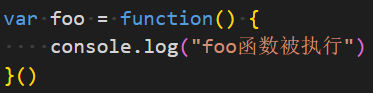 var foo = function() {
    console.log("foo函数被执行")
}()